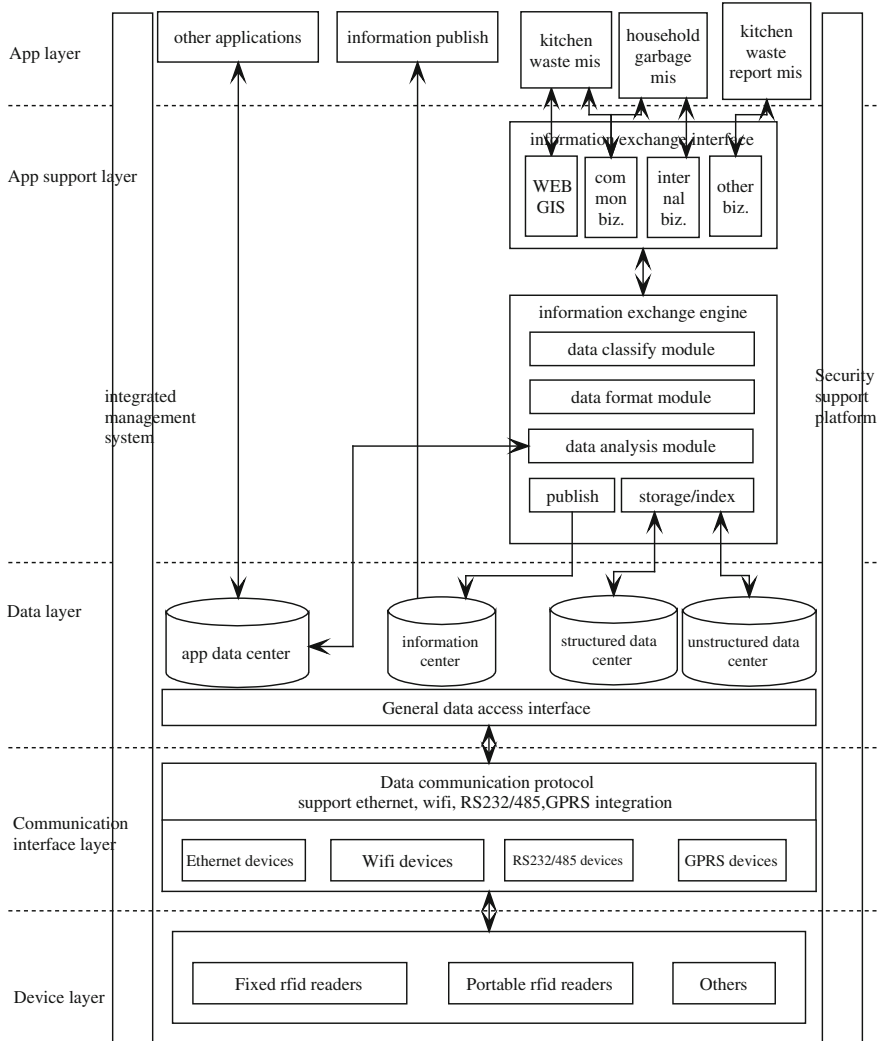 App layer
other applications
information publish
kitchen
waste mis
household
garbage
mis
kitchen
waste
report mis
App support layer
information exchange interface
WEB
GIS
com
mon
biz.
inter
nal
biz.
other
biz.
information exchange engine
data classify module
data format module
data analysis module
publish
storage/index
integrated
management
system
Security
support
platform
Data layer
app data center
information
center
structured data
center
unstructured data
center
General data access interface
Communication
interface layer
Data communication protocol
support ethernet, wifi, RS232/485,GPRS integration
Ethernet devices
Wifi devices
RS232/485 devices
GPRS devices
Device layer
Fixed rfid readers
Portable rfid readers
Others